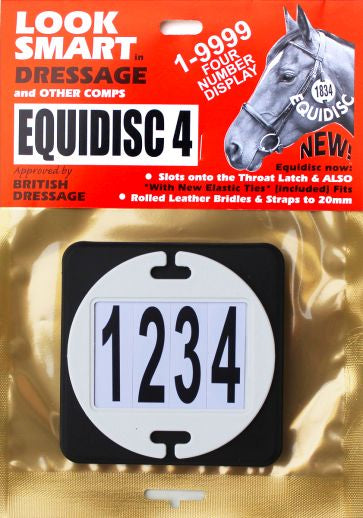 LOOK
SMART in
DRESSAGE
and OTHER COMPS
1-9999
FOUR
NUMBER
DISPLAY
1834
EQUIDISC
EQUIDISC 4
NEW!
Approved by
BRITISH
DRESSAGE
Equidisc now:
• Slots onto the Throat Latch & ALSO
*With New Elastic Ties* [included] Fits
• Rolled Leather Bridles & Straps to 20mm
1234